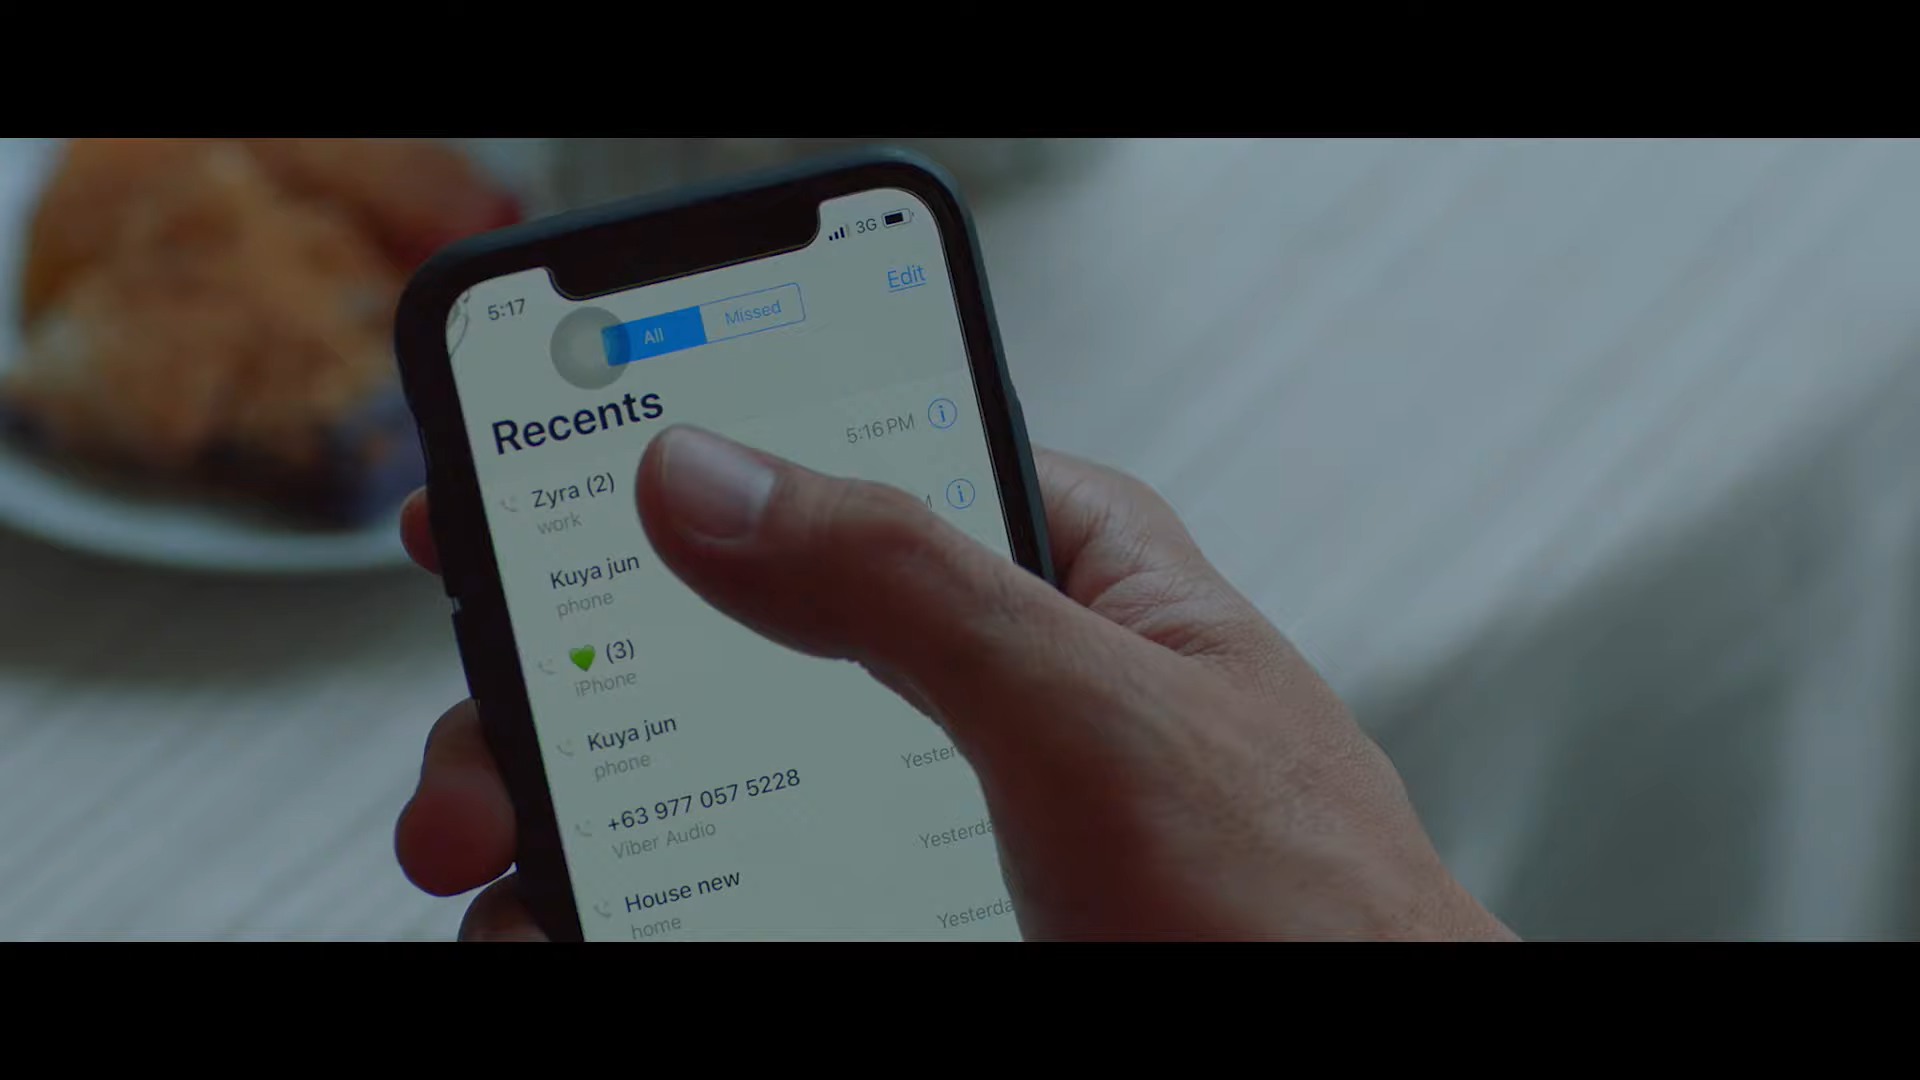 5:17
3G
All
Missed
Edit
Recents
Zyra (2)
5:16 PM
work
Kuya jun
phone
💚 (3)
iPhone
Kuya jun
phone
+63 977 057 5228
Viber Audio
House new
home